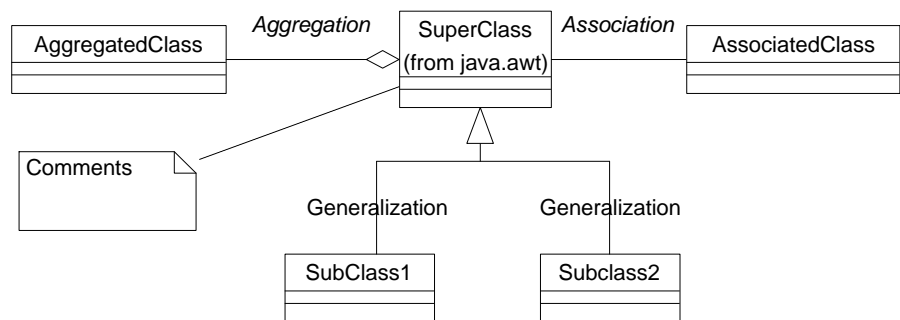 Aggregation
SuperClass
Association
AggregatedClass
(from java.awt)
AssociatedClass
Comments
Generalization
Generalization
SubClass1
Subclass2